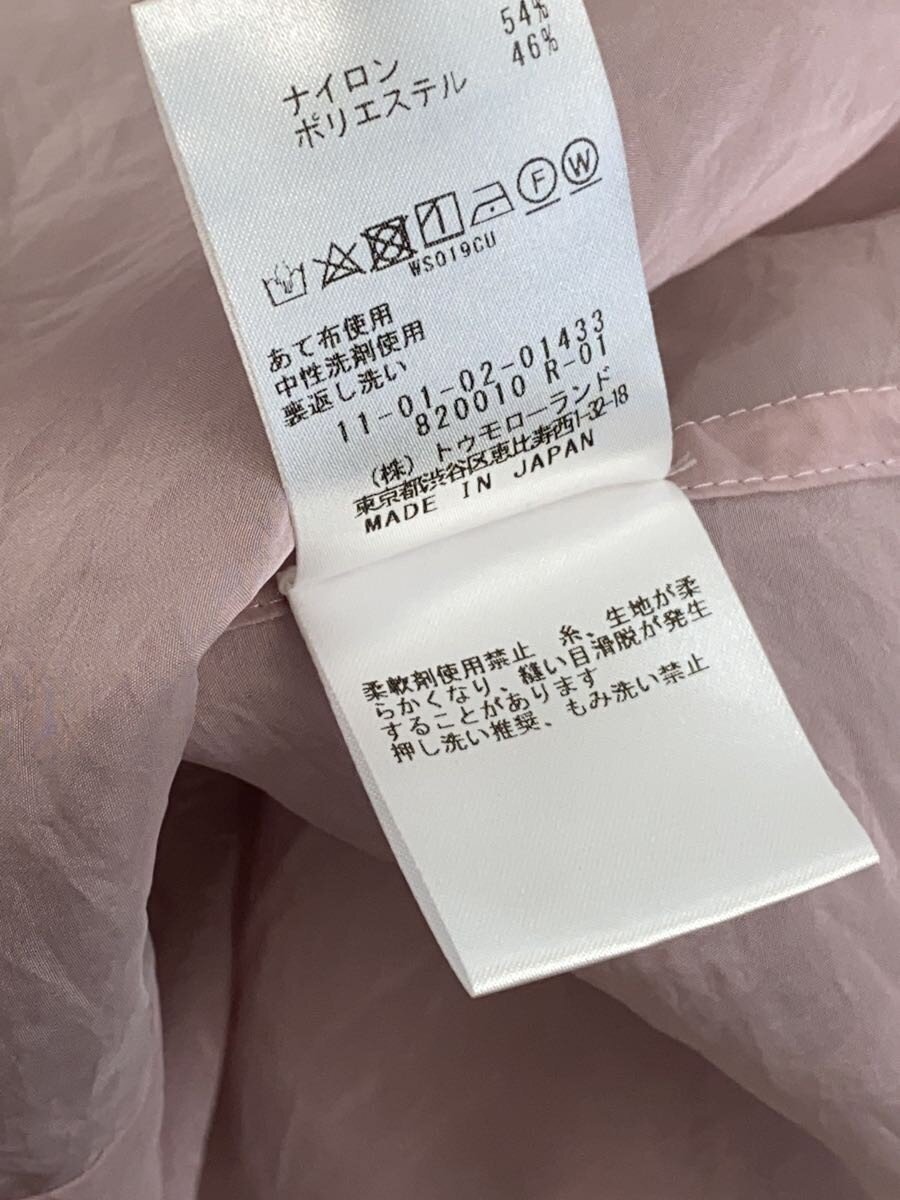 ナイロン 54%
ポリエステル 46%
F W
WS019CU
あて布使用
中性洗剤使用
裏返し洗い
11-01-02-01433
820010 R-01
(株) トゥモローランド
東京都渋谷区恵比寿西1-32-18
MADE IN JAPAN
柔軟剤使用禁止 糸、生地が柔
らかくなり、縫い目滑脱が発生
することがあります
押し洗い推奨、もみ洗い禁止